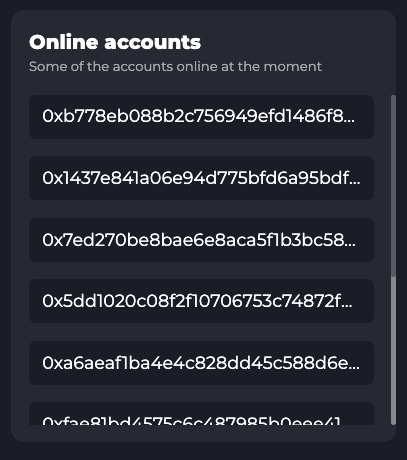 Online accounts
Some of the accounts online at the moment
0xb778eb088b2c756949efd1486f8...
0x1437e841a06e94d775bfd6a95bdf...
0x7ed270be8bae6e8aca5f1b3bc58...
0x5dd1020c08f2f10706753c74872f...
0xa6aeaf1ba4e4c828dd45c588d6e...
0xfae81bd4575c6c487985b0eee41...